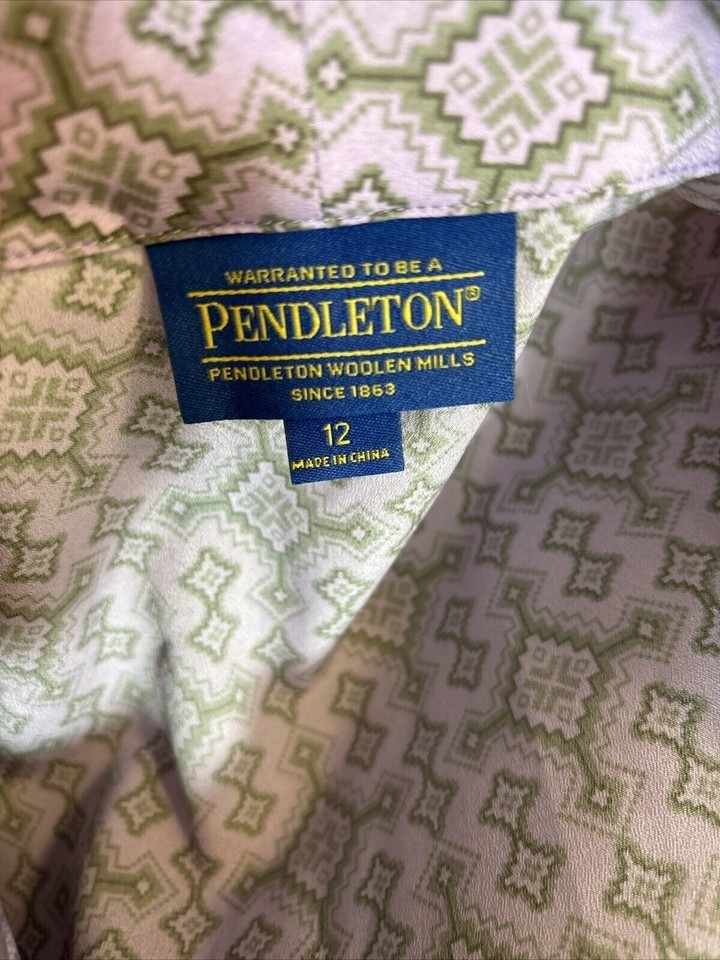 WARRANTED TO BE A
PENDLETON®
PENDLETON WOOLEN MILLS
SINCE 1863
12
MADE IN CHINA